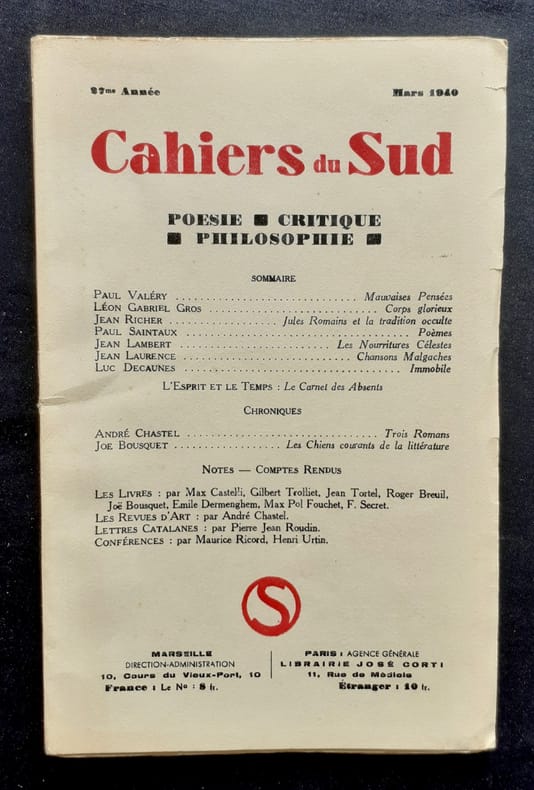 27me Année Mars 1940
Cahiers du Sud
POESIE ■ CRITIQUE
■ PHILOSOPHIE ■
SOMMAIRE
PAUL VALÉRY .................................. Mauvaises Pensées
LÉON GABRIEL GROS .................................. Corps glorieux
JEAN RICHER .................. Jules Romains et la tradition occulte
PAUL SAINTAUX .................................. Poèmes
JEAN LAMBERT .................................. Les Nourritures Célestes
JEAN LAURENCE .................................. Chansons Malgaches
LUC DECAUNES .................................. Immobile
L'ESPRIT ET LE TEMPS : Le Carnet des Absents
CHRONIQUES
ANDRÉ CHASTEL .................................. Trois Romans
JOE BOUSQUET .................. Les Chiens courants de la littérature
NOTES — COMPTES RENDUS
LES LIVRES : par Max Castelli, Gilbert Trolliet, Jean Tortel, Roger Breuil,
Joë Bousquet, Emile Dermenghem, Max Pol Fouchet, F. Secret.
LES REVUES D'ART : par André Chastel.
LETTRES CATALANES : par Pierre Jean Roudin.
CONFÉRENCES : par Maurice Ricord, Henri Urtin.
S
MARSEILLE
DIRECTION-ADMINISTRATION
10, Cours du Vieux-Port, 10
France : Le No : 8 fr.
PARIS : AGENCE GÉNÉRALE
LIBRAIRIE JOSÉ CORTI
11, Rue de Médicis
Étranger : 10 fr.